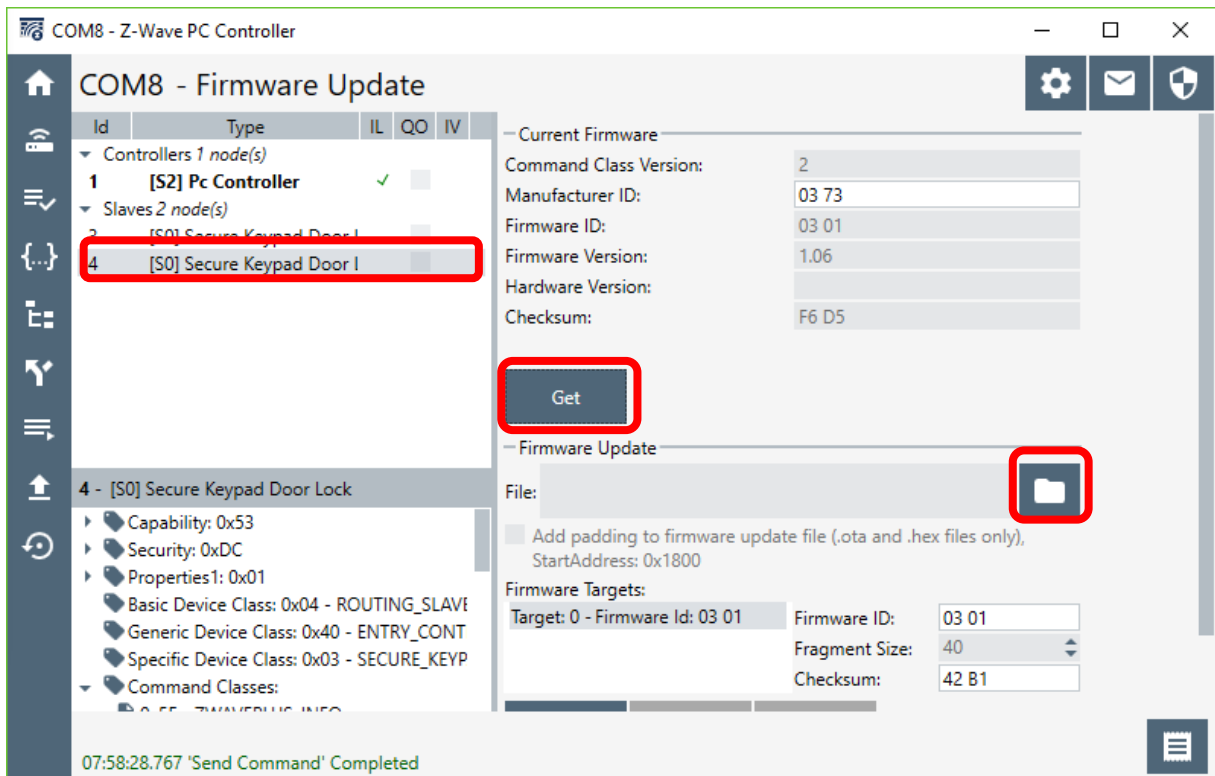 COM8 - Z-Wave PC Controller
COM8 - Firmware Update
Id Type IL QO IV
Controllers 1 node(s)
1 [S2] Pc Controller
Slaves 2 node(s)
3 [S0] Secure Keypad Door l
4 [S0] Secure Keypad Door l
4 - [S0] Secure Keypad Door Lock
Capability: 0x53
Security: 0xDC
Properties1: 0x01
Basic Device Class: 0x04 - ROUTING_SLAVE
Generic Device Class: 0x40 - ENTRY_CONT
Specific Device Class: 0x03 - SECURE_KEYP
Command Classes:
Current Firmware
Command Class Version: 2
Manufacturer ID: 03 73
Firmware ID: 03 01
Firmware Version: 1.06
Hardware Version:
Checksum: F6 D5
Get
Firmware Update
File:
Add padding to firmware update file (.ota and .hex files only),
StartAddress: 0x1800
Firmware Targets:
Target: 0 - Firmware Id: 03 01
Firmware ID: 03 01
Fragment Size: 40
Checksum: 42 B1
07:58:28.767 'Send Command' Completed